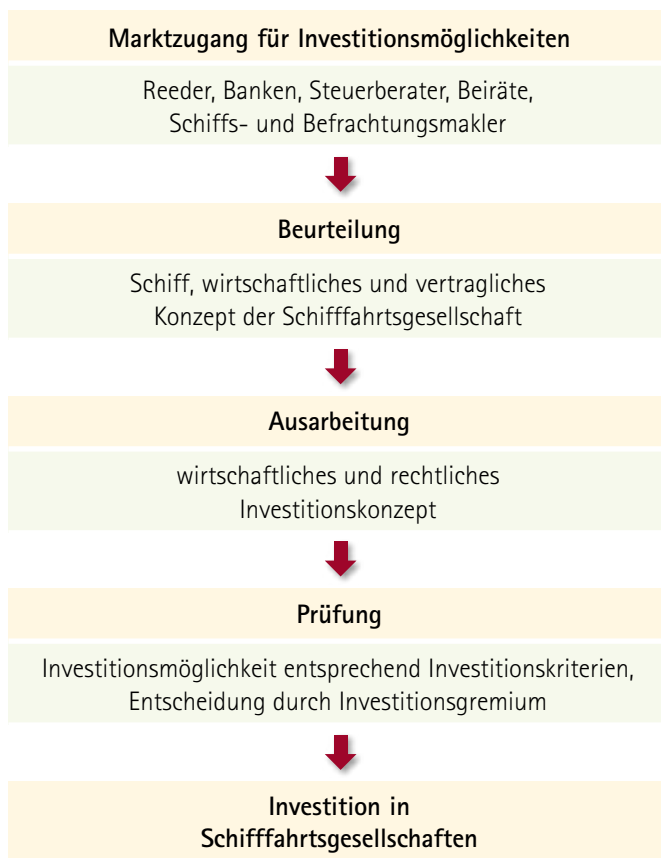 Marktzugang für Investitionsmöglichkeiten
Reeder, Banken, Steuerberater, Beiräte,
Schiffs- und Befrachtungsmakler
Beurteilung
Schiff, wirtschaftliches und vertragliches
Konzept der Schifffahrtsgesellschaft
Ausarbeitung
wirtschaftliches und rechtliches
Investitionskonzept
Prüfung
Investitionsmöglichkeit entsprechend Investitionskriterien,
Entscheidung durch Investitionsgremium
Investition in
Schifffahrtsgesellschaften